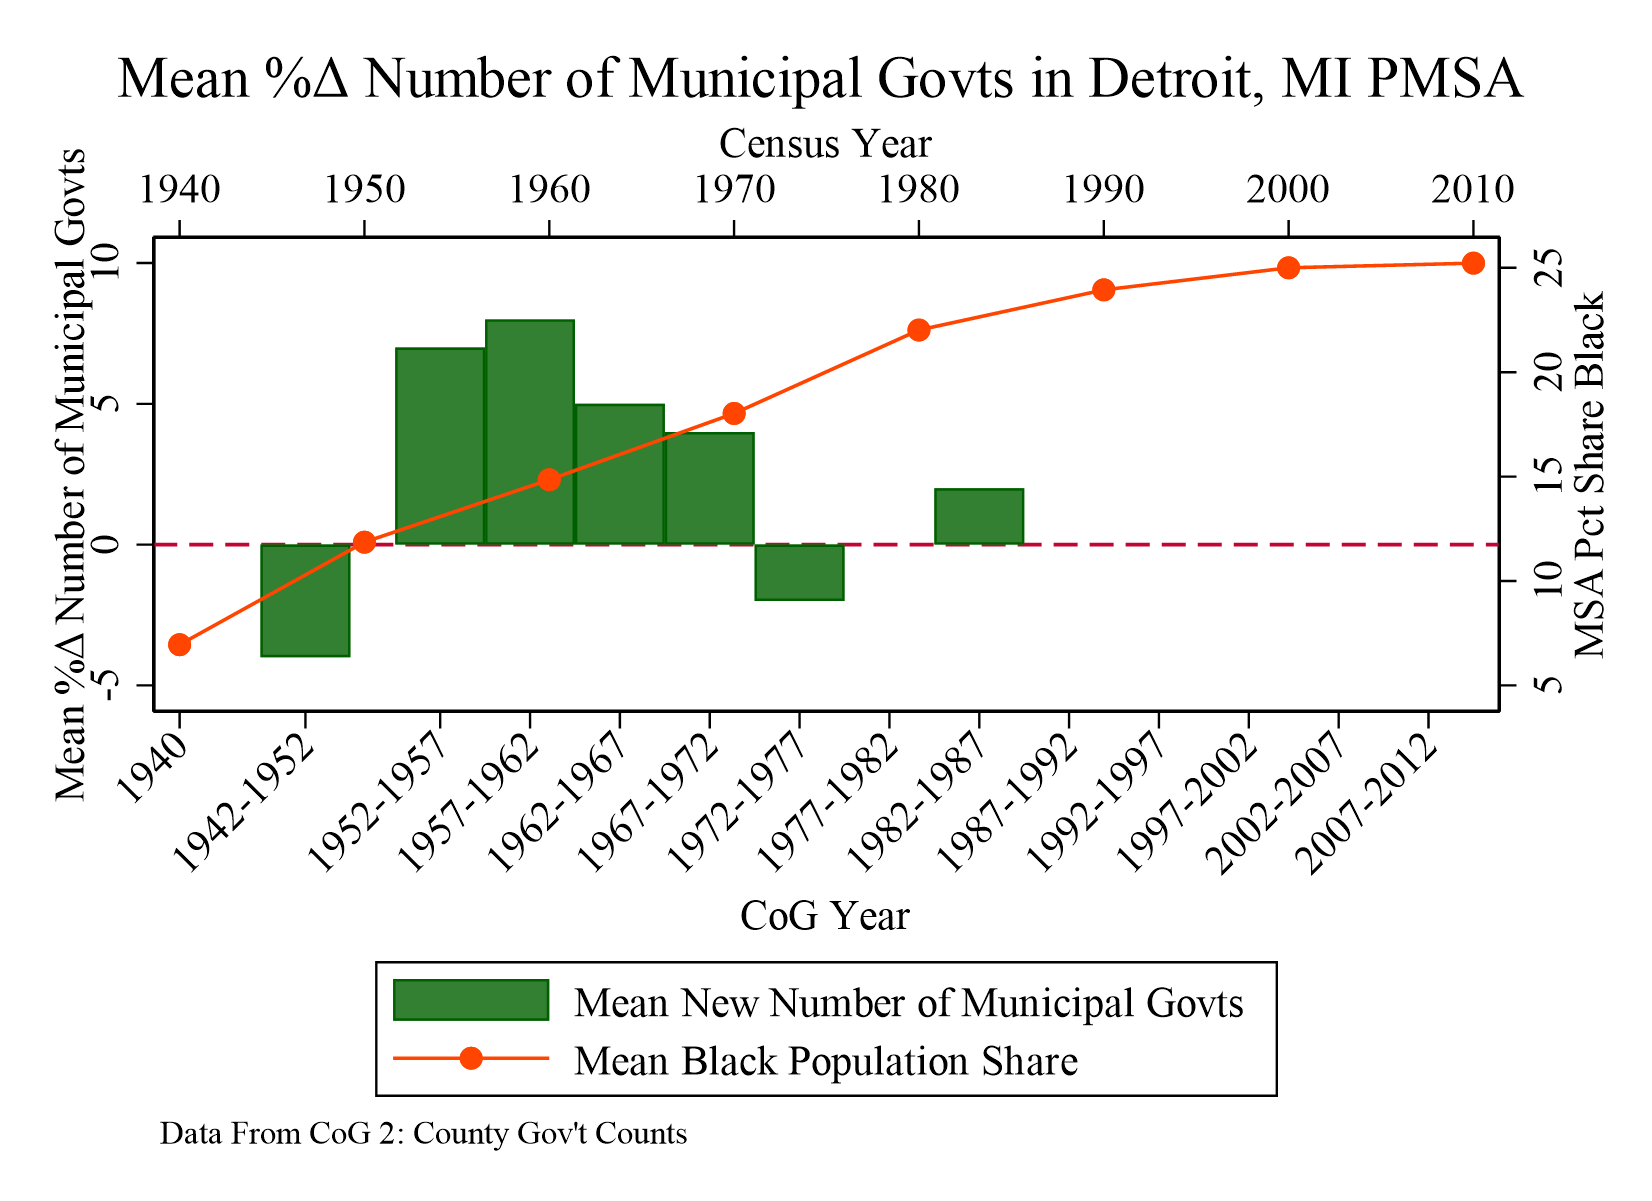 Mean %Δ Number of Municipal Govts in Detroit, MI PMSA
Census Year
1940 1950 1960 1970 1980 1990 2000 2010
Mean %Δ Number of Municipal Govts
10
5
0
-5
25
20
15
10
5
MSA Pct Share Black
1940
1942-1952
1952-1957
1957-1962
1962-1967
1967-1972
1972-1977
1977-1982
1982-1987
1987-1992
1992-1997
1997-2002
2002-2007
2007-2012
CoG Year
Mean New Number of Municipal Govts
Mean Black Population Share
Data From CoG 2: County Gov't Counts